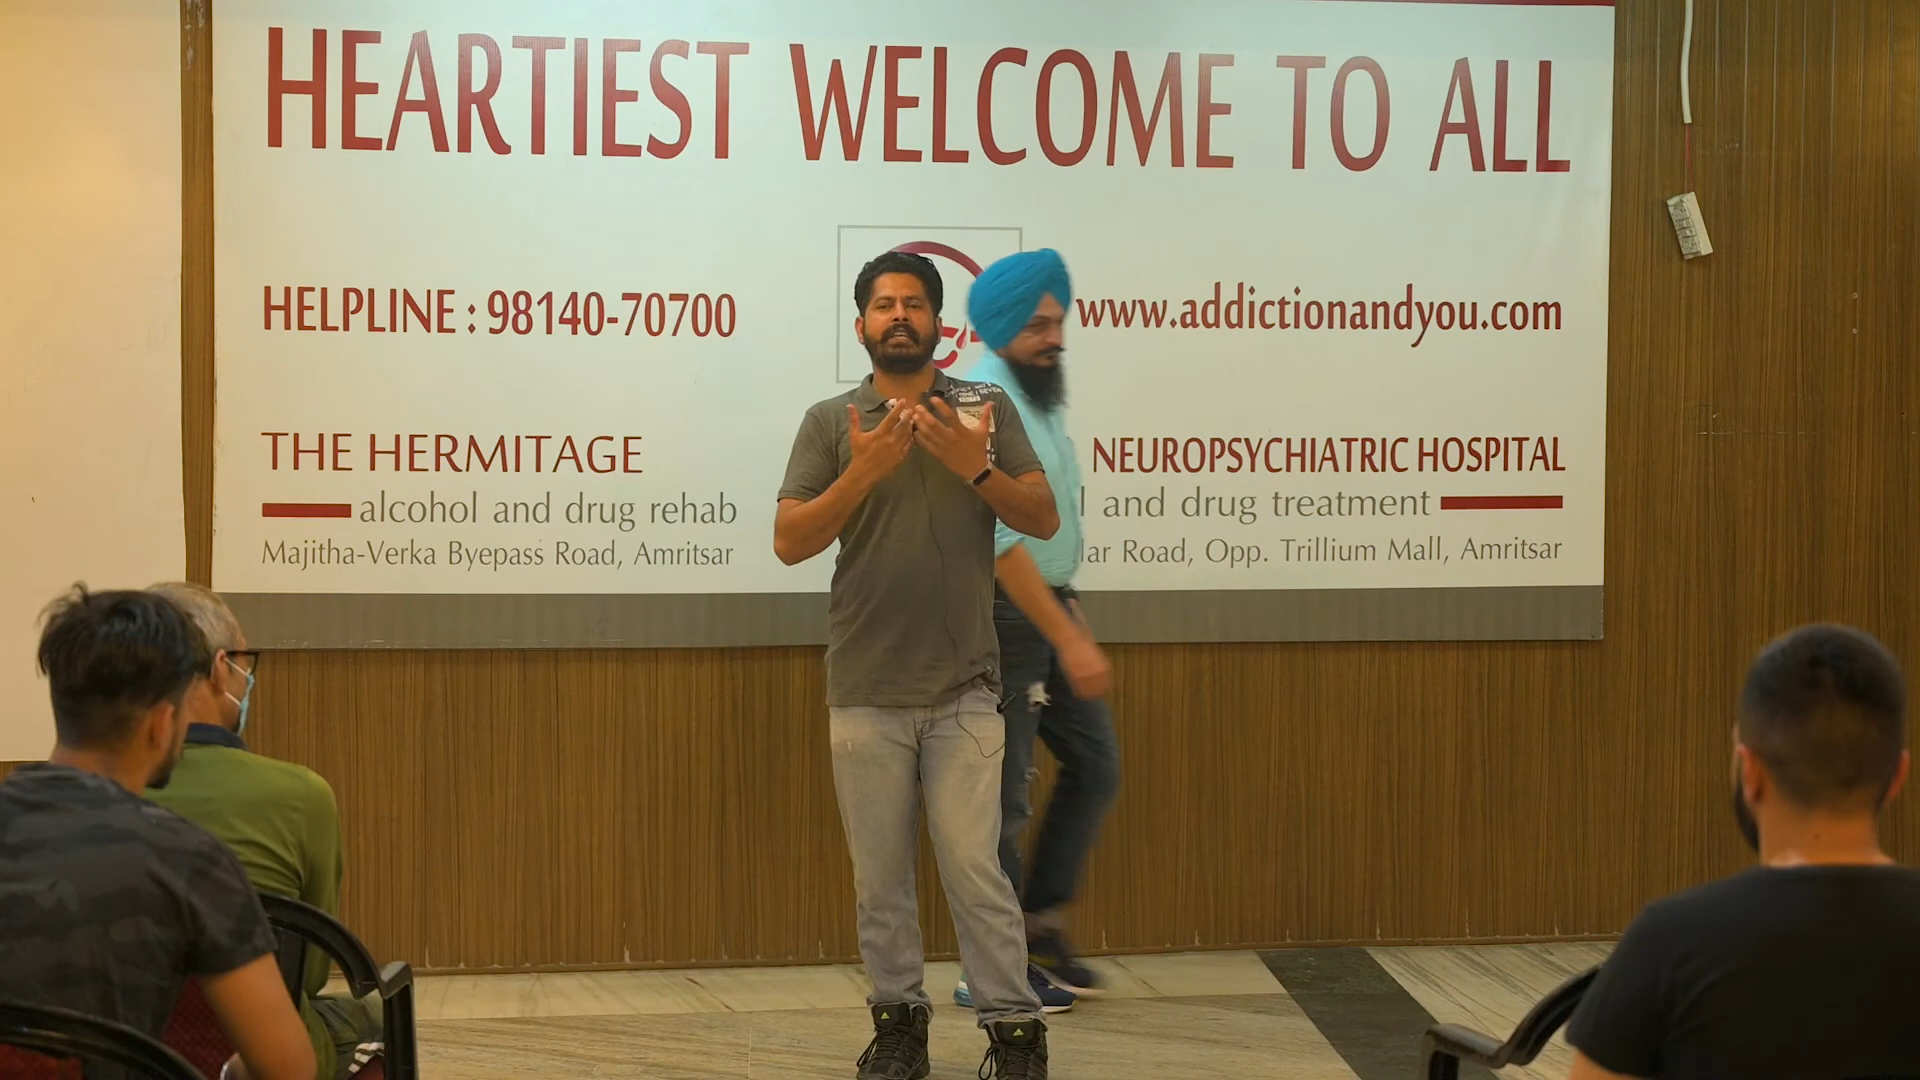 HEARTIEST WELCOME TO ALL
HELPLINE : 98140-70700
www.addictionandyou.com
THE HERMITAGE
alcohol and drug rehab
Majitha-Verka Byepass Road, Amritsar
NEUROPSYCHIATRIC HOSPITAL
l and drug treatment
lar Road, Opp. Trillium Mall, Amritsar